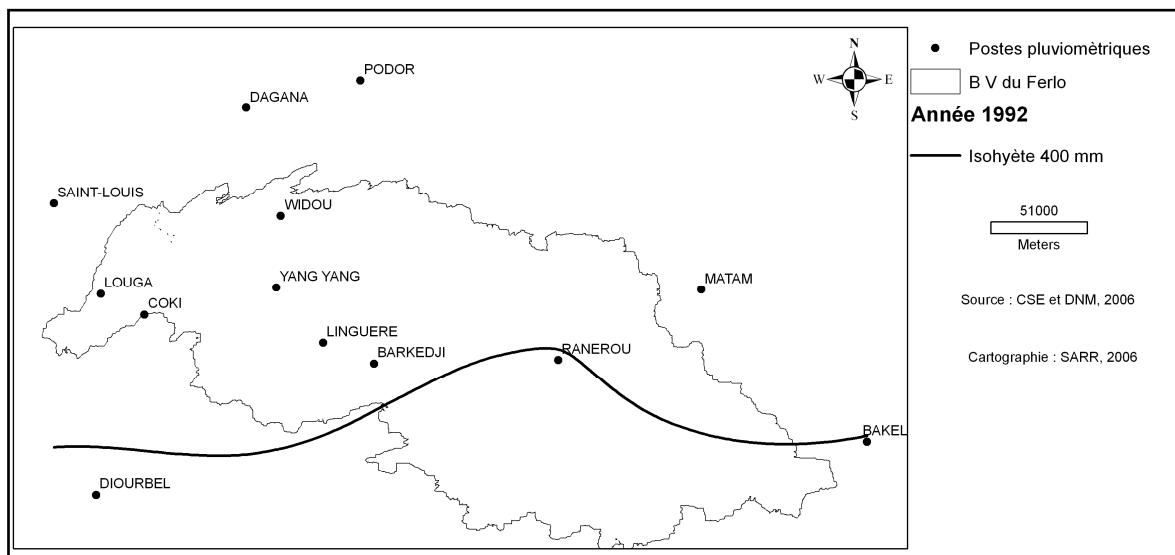 PODOR
DAGANA
SAINT-LOUIS
WIDOU
YANG YANG
LOUGA
COKI
MATAM
LINGUERE
BARKEDJI
RANEROU
BAKEL
DIOURBEL
N
W
E
S
Postes pluviomètriques
B V du Ferlo
Année 1992
Isohyète 400 mm
51000
Meters
Source : CSE et DNM, 2006
Cartographie : SARR, 2006